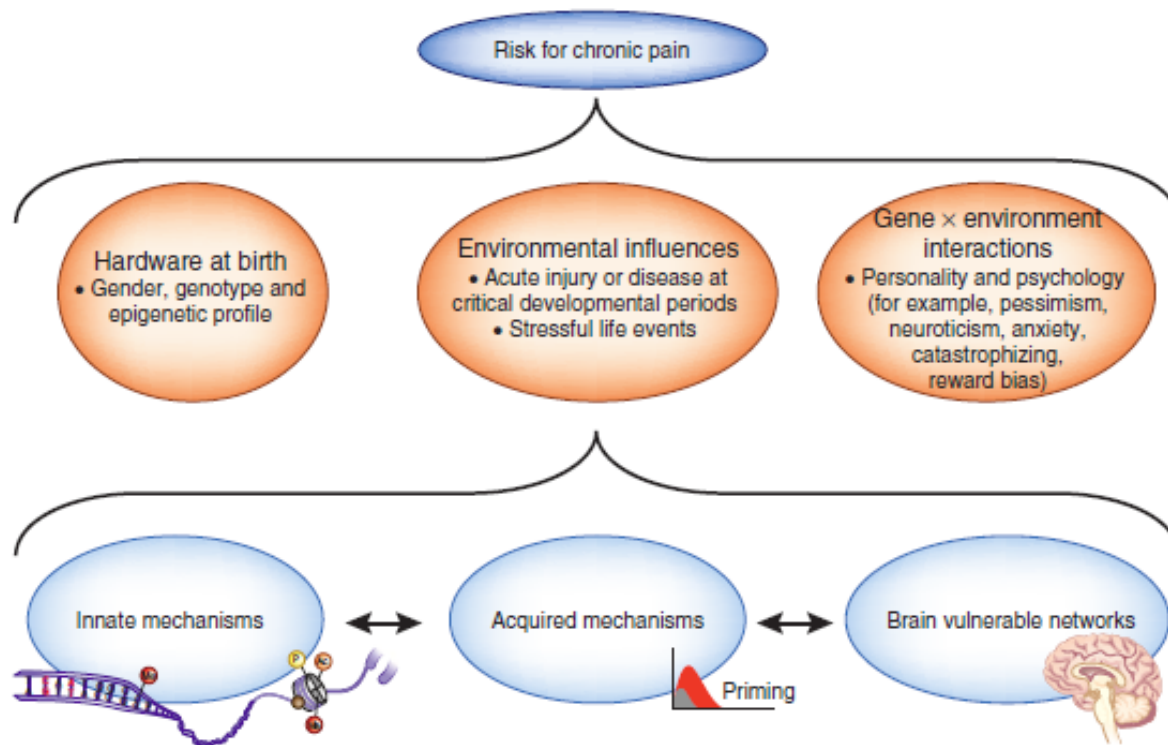 Risk for chronic pain
Hardware at birth
• Gender, genotype and
epigenetic profile
Environmental influences
• Acute injury or disease at
critical developmental periods
• Stressful life events
Gene × environment
interactions
• Personality and psychology
(for example, pessimism,
neuroticism, anxiety,
catastrophizing,
reward bias)
Innate mechanisms
Acquired mechanisms
Brain vulnerable networks
P
Priming